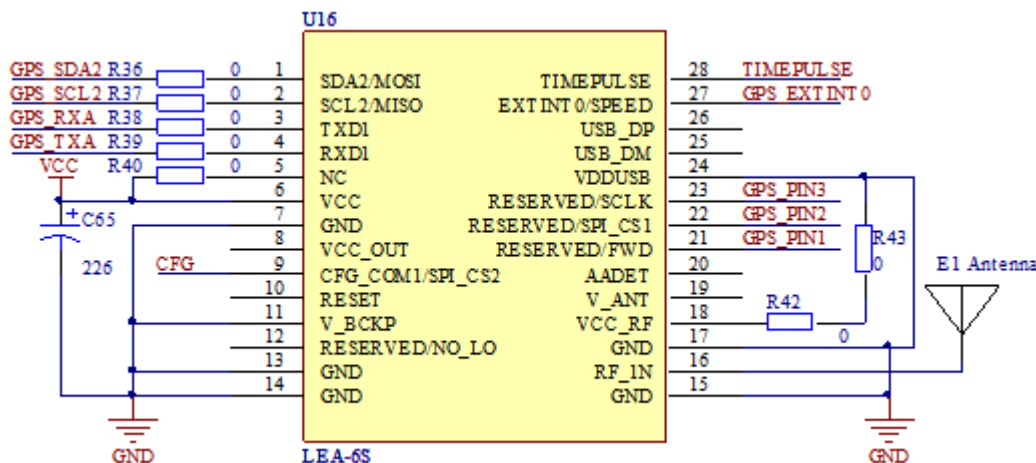 U16
GPS_SDA2 R36 0 1 SDA2/MOSI TIMEPULSE 28 TIMEPULSE
GPS_SCL2 R37 0 2 SCL2/MISO EXTINT0/SPEED 27 GPS_EXTINT0
GPS_RXA R38 0 3 TXD1 USB_DP 26
GPS_TXA R39 0 4 RXD1 USB_DM 25
VCC R40 0 5 NC VDDUSB 24
6 VCC RESERVED/SCLK 23 GPS_PIN3
+ C65 7 GND RESERVED/SPI_CS1 22 GPS_PIN2
8 VCC_OUT RESERVED/FWD 21 GPS_PIN1 R43
226 CFG 9 CFG_COM1/SPI_CS2 AADET 20 0 E1 Antenna
10 RESET V_ANT 19
11 V_BCKP VCC_RF 18 R42 0
12 RESERVED/NO_LO GND 17
13 GND RF_IN 16
14 GND GND 15
GND LEA-6S GND